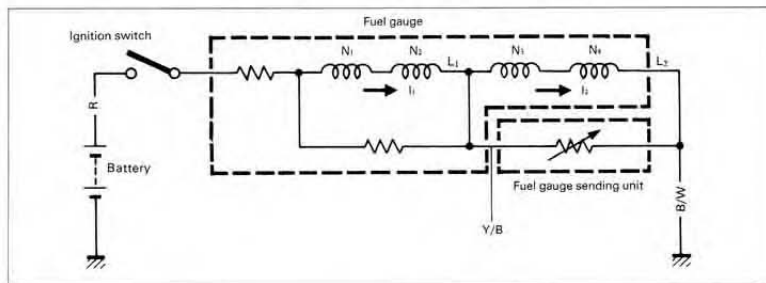 Fuel gauge
Ignition switch
N₁
N₂
L₁
N₃
N₄
L₂
I₁
I₂
R
Battery
Fuel gauge sending unit
Y/B
B/W